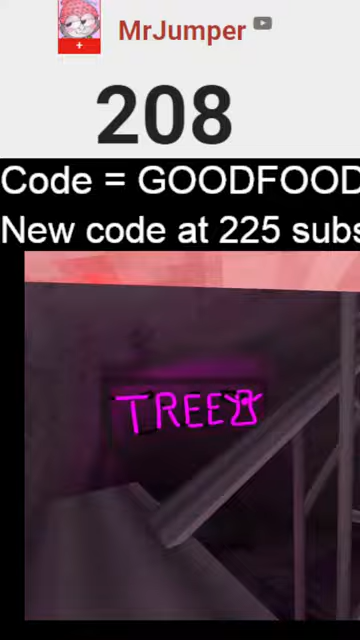 MrJumper
208
Code = GOODFOOD
New code at 225 subs
TREE